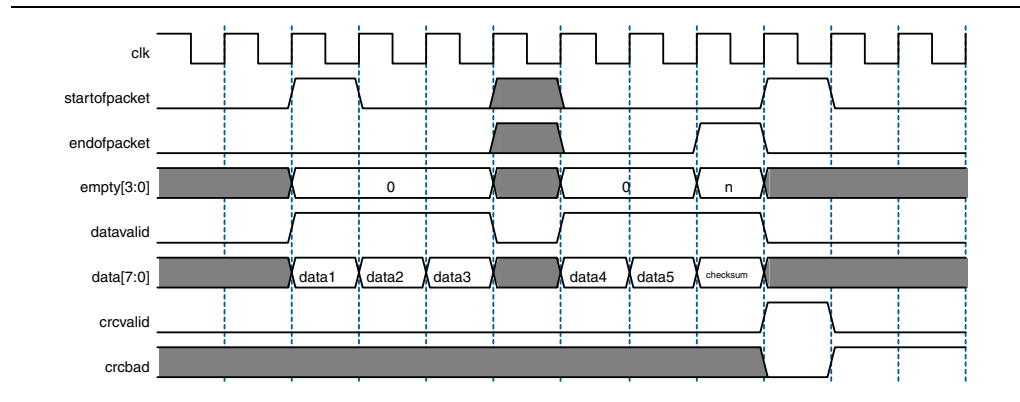 clk
startofpacket
endofpacket
empty[3:0] 0 0 n
datavalid
data[7:0] data1 data2 data3 data4 data5 checksum
crcvalid
crcbad